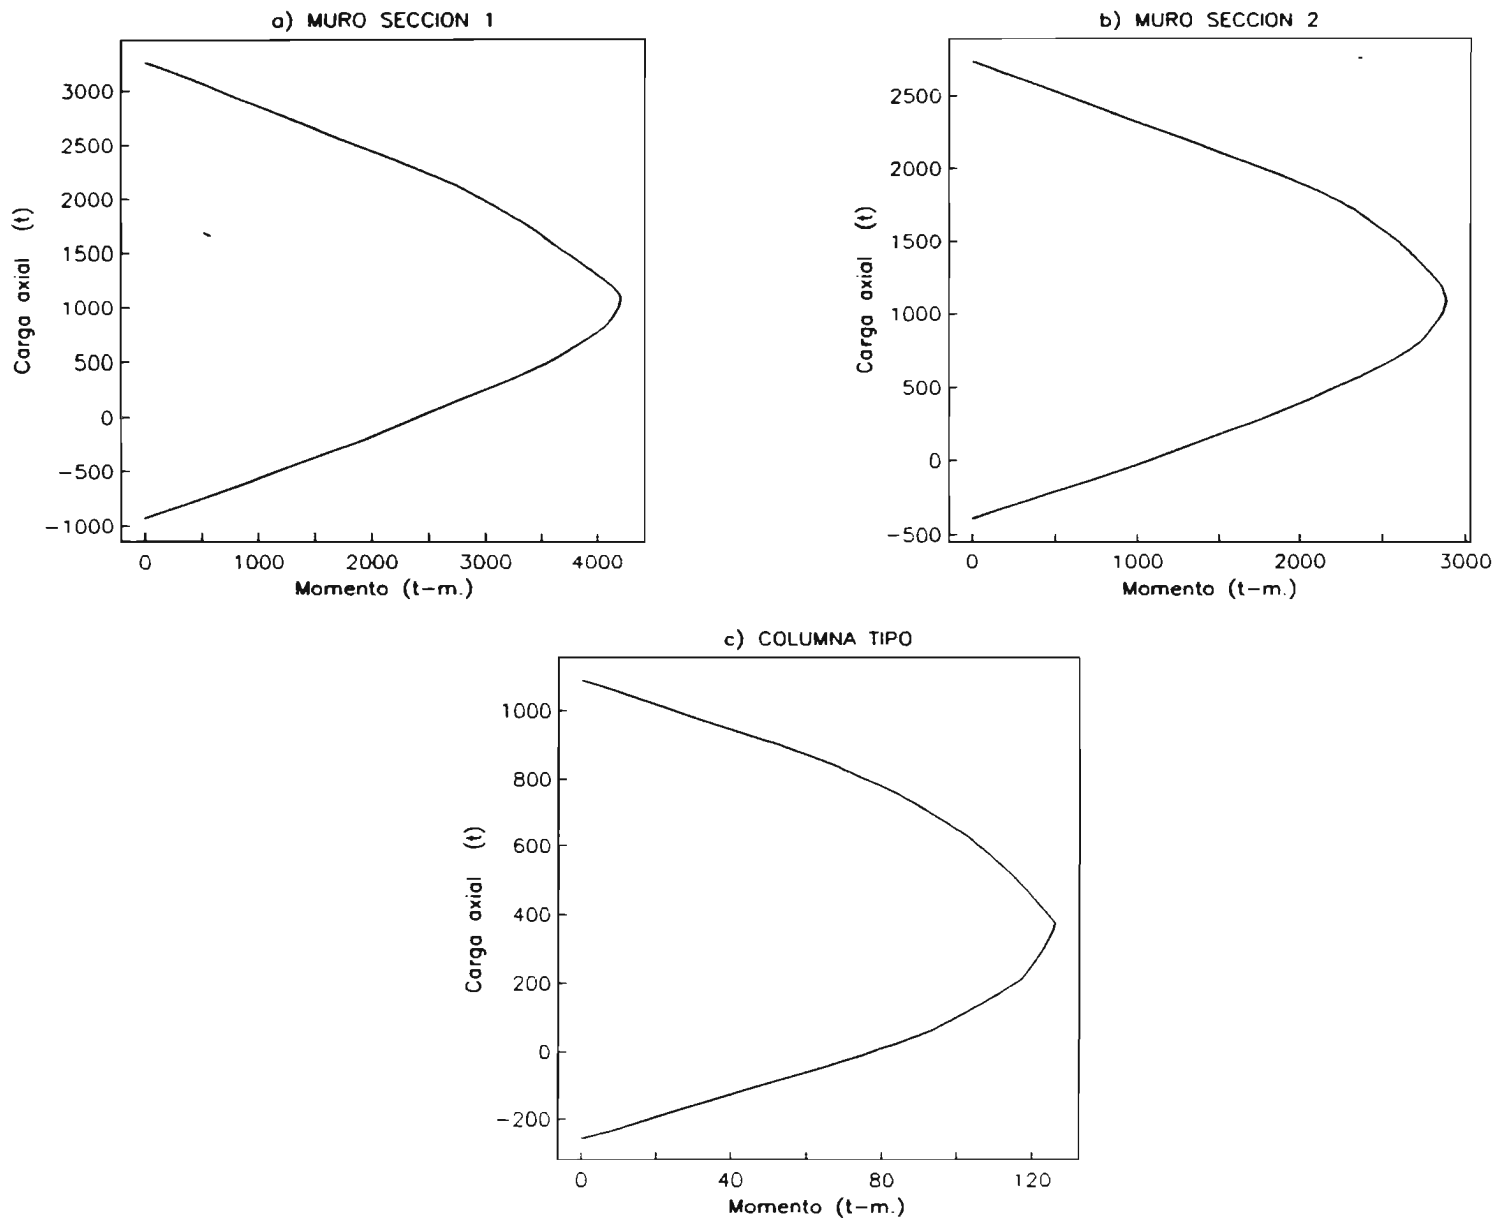 a) MURO SECCION 1
3000
2500
2000
1500
1000
500
0
−500
−1000
Carga axial (t)
0 1000 2000 3000 4000
Momento (t−m.)
b) MURO SECCION 2
2500
2000
1500
1000
500
0
−500
Carga axial (t)
0 1000 2000 3000
Momento (t−m.)
c) COLUMNA TIPO
1000
800
600
400
200
0
−200
Carga axial (t)
0 40 80 120
Momento (t−m.)